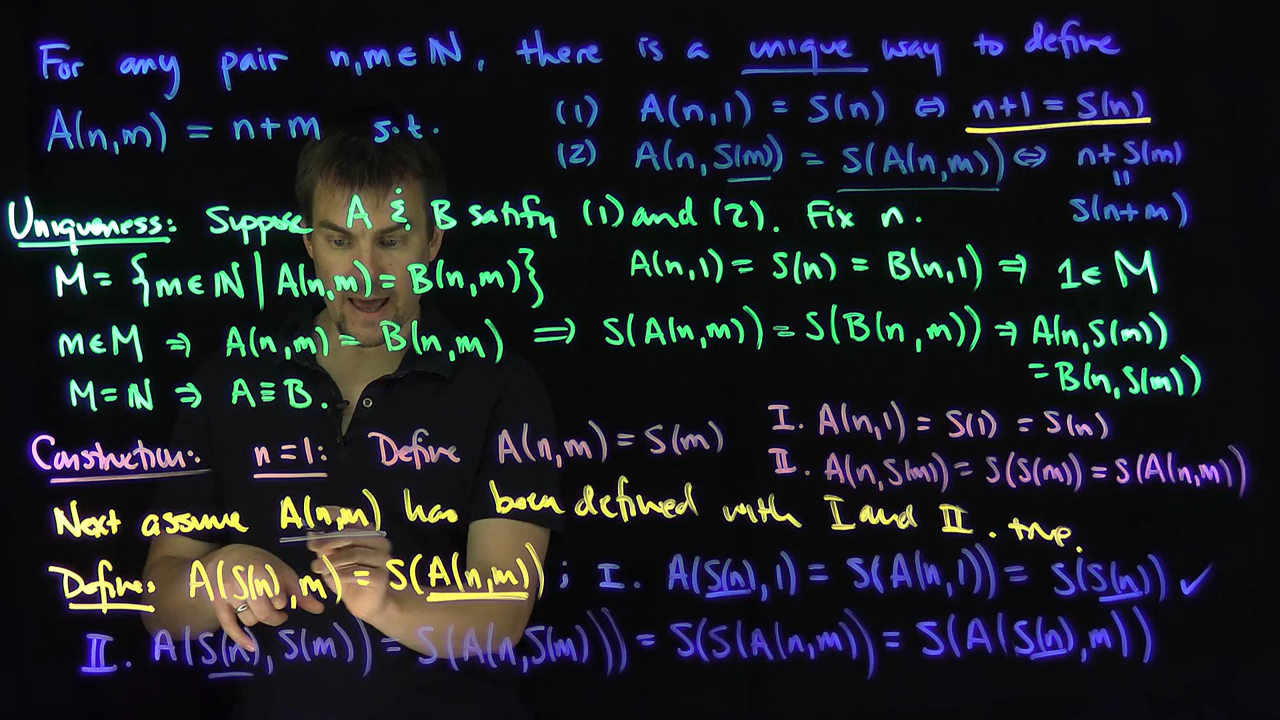 For any pair n,m ∈ ℕ, there is a unique way to define
A(n,m) = n+m s.t. (1) A(n,1) = S(n) ⇔ n+1 = S(n)
(2) A(n,S(m)) = S(A(n,m)) ⇔ n+S(m)
=
S(n+m)
Uniqueness: Suppose A & B satify (1) and (2). Fix n.
M = {m ∈ ℕ | A(n,m) = B(n,m)} A(n,1) = S(n) = B(n,1) ⇒ 1 ∈ M
m∈M ⇒ A(n,m) = B(n,m) ⇒ S(A(n,m)) = S(B(n,m)) ⇒ A(n,S(m))
= B(n,S(m))
M = ℕ ⇒ A ≡ B.
Construction: n=1: Define A(n,m) = S(m) I. A(n,1) = S(1) = S(n)
II. A(n,S(m)) = S(S(m)) = S(A(n,m))
Next assume A(n,m) has been defined with I and II. true.
Define: A(S(n),m) = S(A(n,m)) ; I. A(S(n),1) = S(A(n,1)) = S(S(n)) ✓
II. A(S(n),S(m)) = S(A(n,S(m))) = S(S(A(n,m)) = S(A(S(n),m))